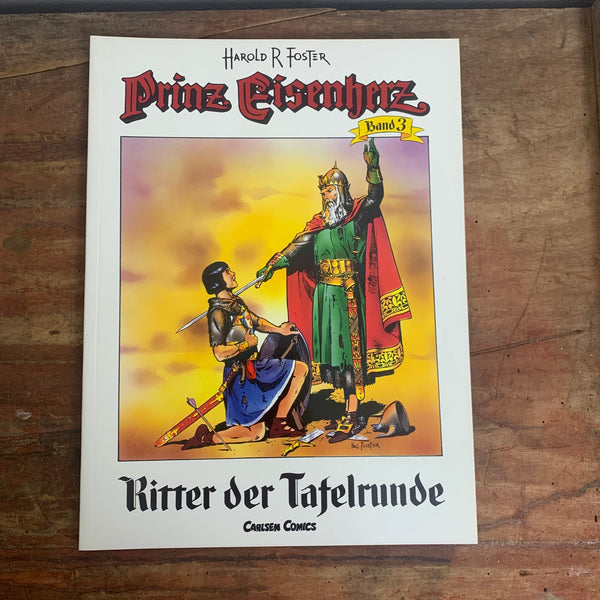 HAROLD R FOSTER
Prinz Eisenherz
Band 3
HAL FOSTER
Ritter der Tafelrunde
CARLSEN COMICS